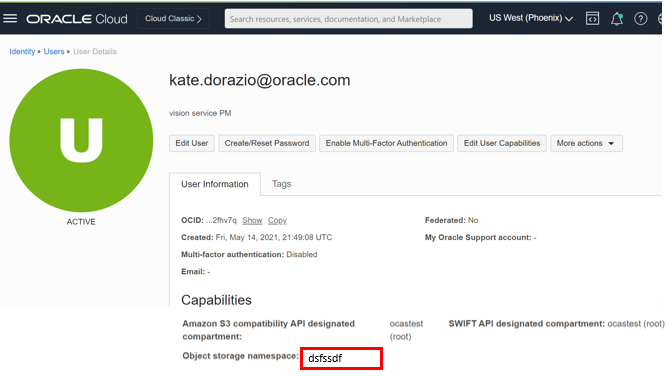 ORACLE Cloud Cloud Classic > Search resources, services, documentation, and Marketplace US West (Phoenix)
Identity » Users » User Details
kate.dorazio@oracle.com
vision service PM
U
ACTIVE
Edit User Create/Reset Password Enable Multi-Factor Authentication Edit User Capabilities More actions
User Information Tags
OCID: ...2fhv7q Show Copy Federated: No
Created: Fri, May 14, 2021, 21:49:08 UTC My Oracle Support account: -
Multi-factor authentication: Disabled
Email: -
Capabilities
Amazon S3 compatibility API designated compartment: ocastest (root) SWIFT API designated compartment: ocastest (root)
Object storage namespace: dsfssdf